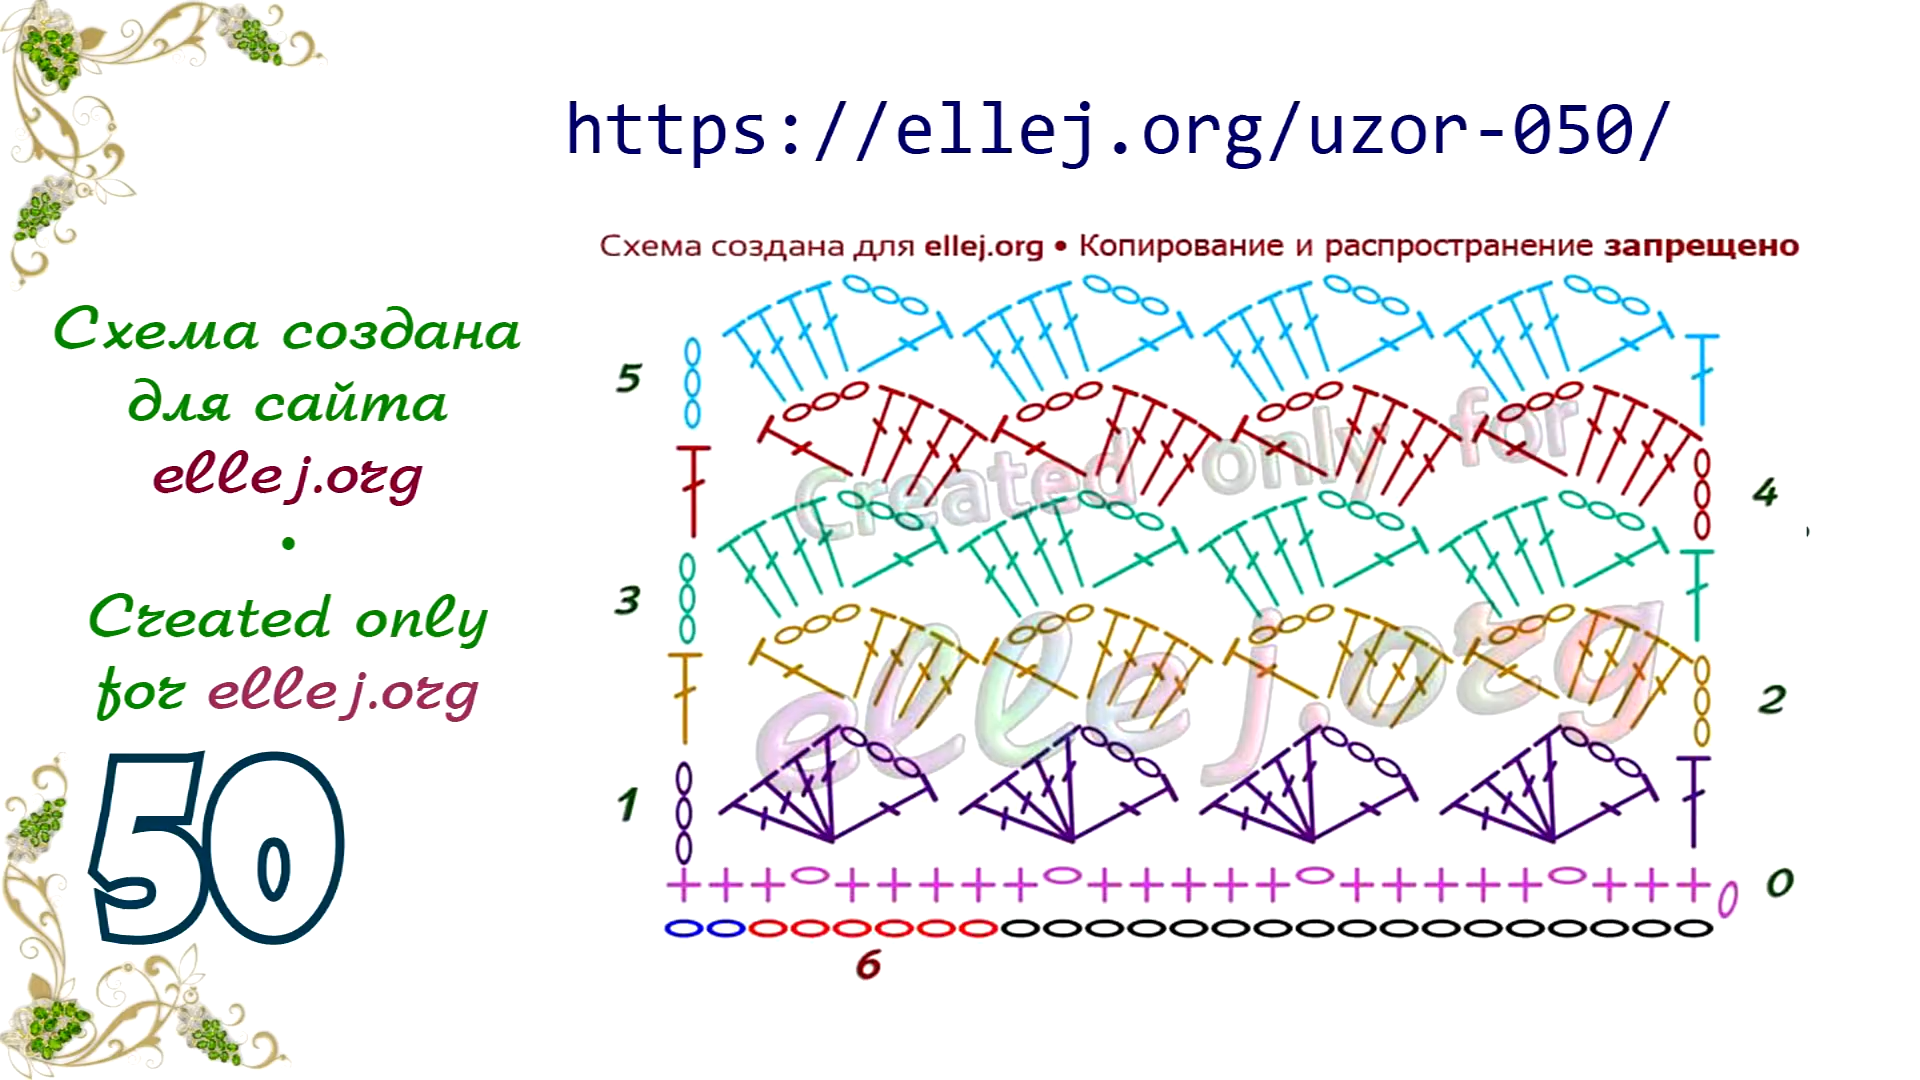 https://ellej.org/uzor-050/
Схема создана для ellej.org • Копирование и распространение запрещено
Схема создана
для сайта
ellej.org
•
Created only
for ellej.org
50
5
4
3
2
1
0
6
Created only for
ellej.org